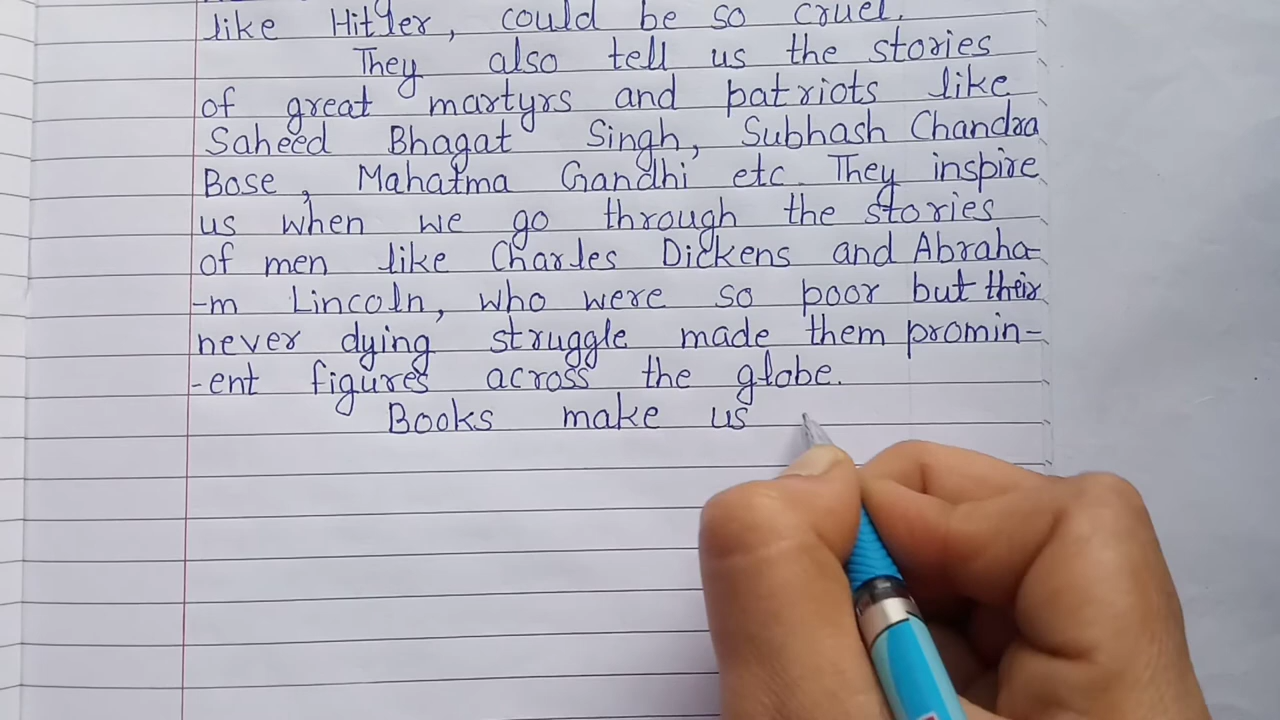 like Hitler, could be so cruel.
They also tell us the stories
of great martyrs and patriots like
Saheed Bhagat Singh, Subhash Chandra
Bose, Mahatma Gandhi etc. They inspire
us when we go through the stories
of men like Charles Dickens and Abraha-
-m Lincoln, who were so poor but their
never dying struggle made them promin-
-ent figures across the globe.
Books make us